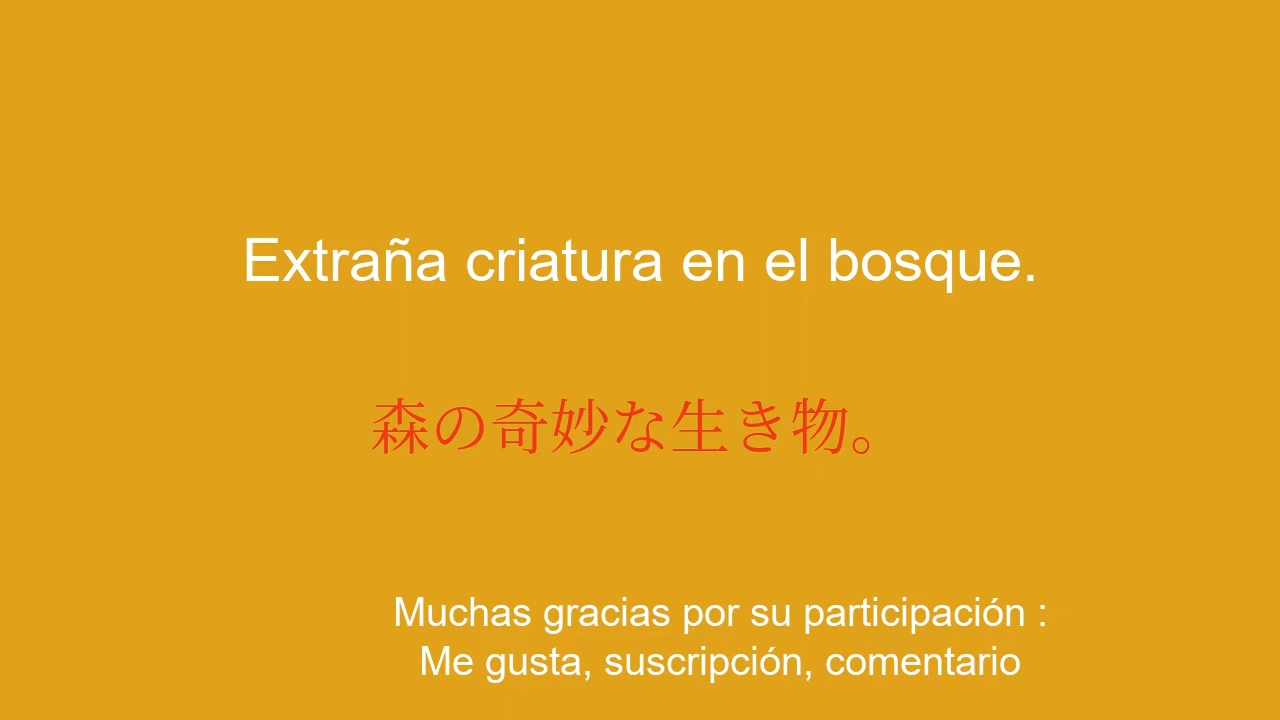 Extraña criatura en el bosque.
森の奇妙な生き物。
Muchas gracias por su participación :
Me gusta, suscripción, comentario